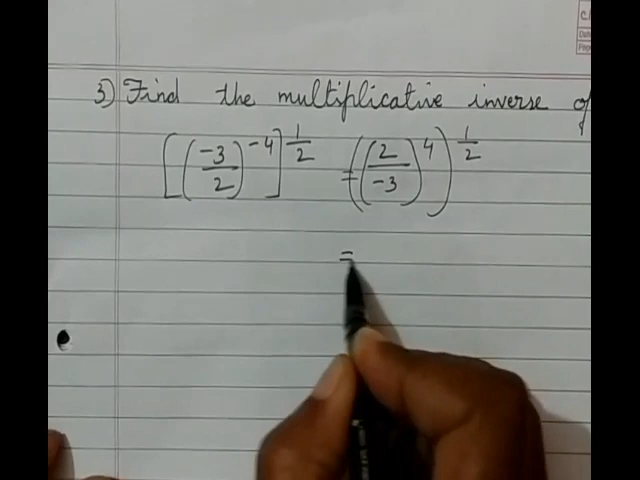 3) Find the multiplicative inverse of
[(-3/2)^-4]^1/2 = ((2/-3)^4)^1/2
=